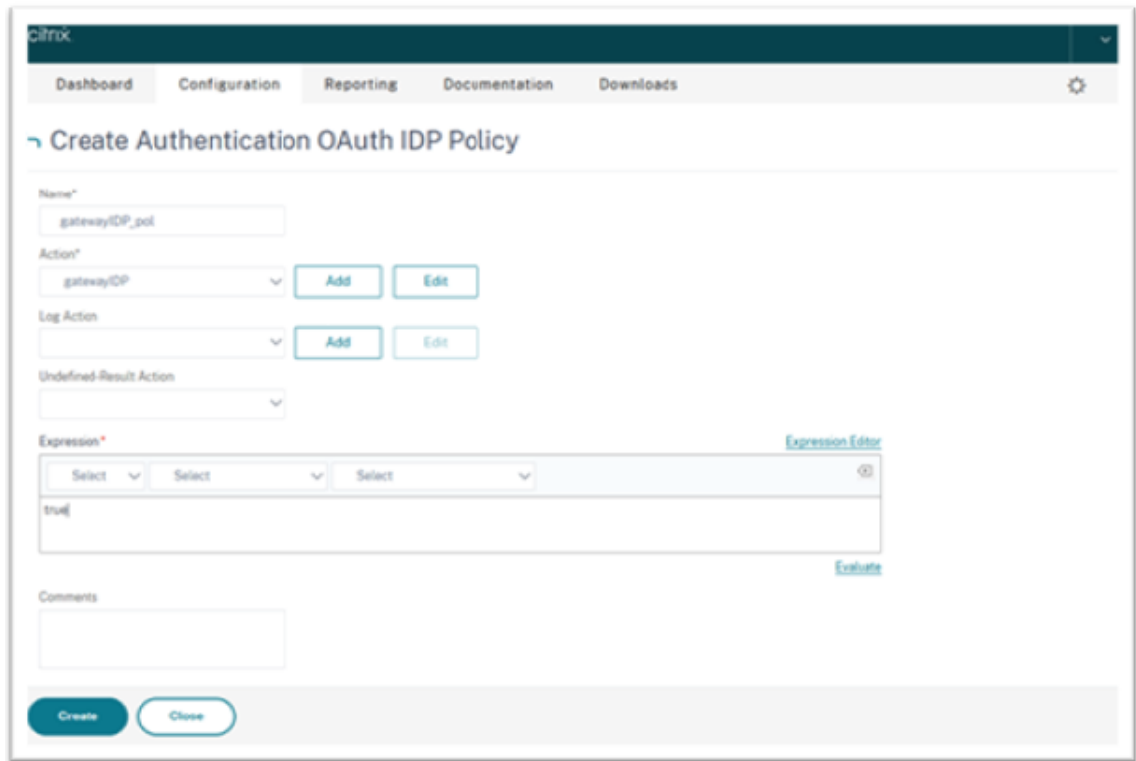 citrix
Dashboard Configuration Reporting Documentation Downloads
Create Authentication OAuth IDP Policy
Name*
gatewayIDP_pol
Action*
gatewayIDP Add Edit
Log Action
Add Edit
Undefined-Result Action
Expression* Expression Editor
Select Select Select
true
Evaluate
Comments
Create Close